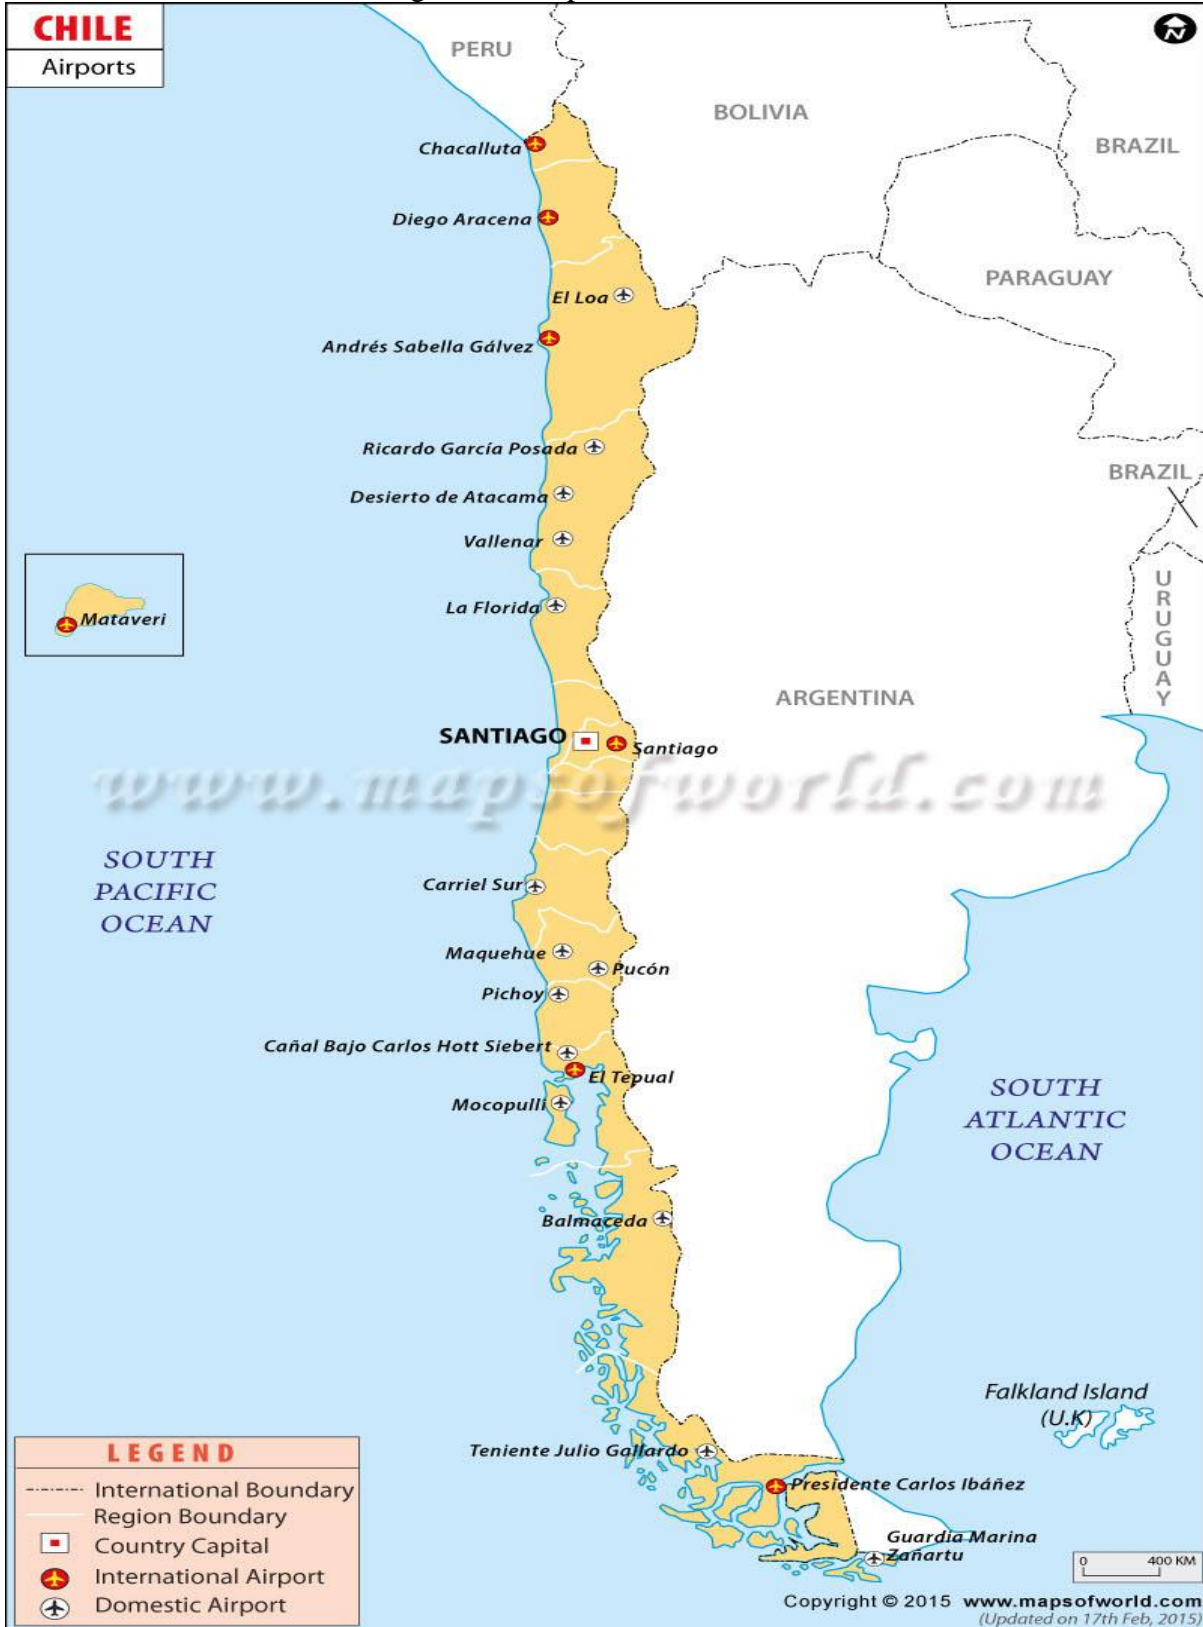 CHILE
Airports
PERU
BOLIVIA
BRAZIL
Chacalluta
Diego Aracena
PARAGUAY
El Loa
Andrés Sabella Gálvez
Ricardo García Posada
BRAZIL
Desierto de Atacama
Vallenar
URUGUAY
La Florida
Mataveri
ARGENTINA
SANTIAGO
Santiago
www.mapsofworld.com
SOUTH
PACIFIC
OCEAN
Carriel Sur
Maquehue
Pucón
Pichoy
Cañal Bajo Carlos Hott Siebert
El Tepual
Mocopulli
SOUTH
ATLANTIC
OCEAN
Balmaceda
Falkland Island
(U.K)
Teniente Julio Gallardo
Presidente Carlos Ibáñez
Guardia Marina
Zañartu
LEGEND
International Boundary
Region Boundary
Country Capital
International Airport
Domestic Airport
0 400 KM
Copyright © 2015 www.mapsofworld.com
(Updated on 17th Feb, 2015)